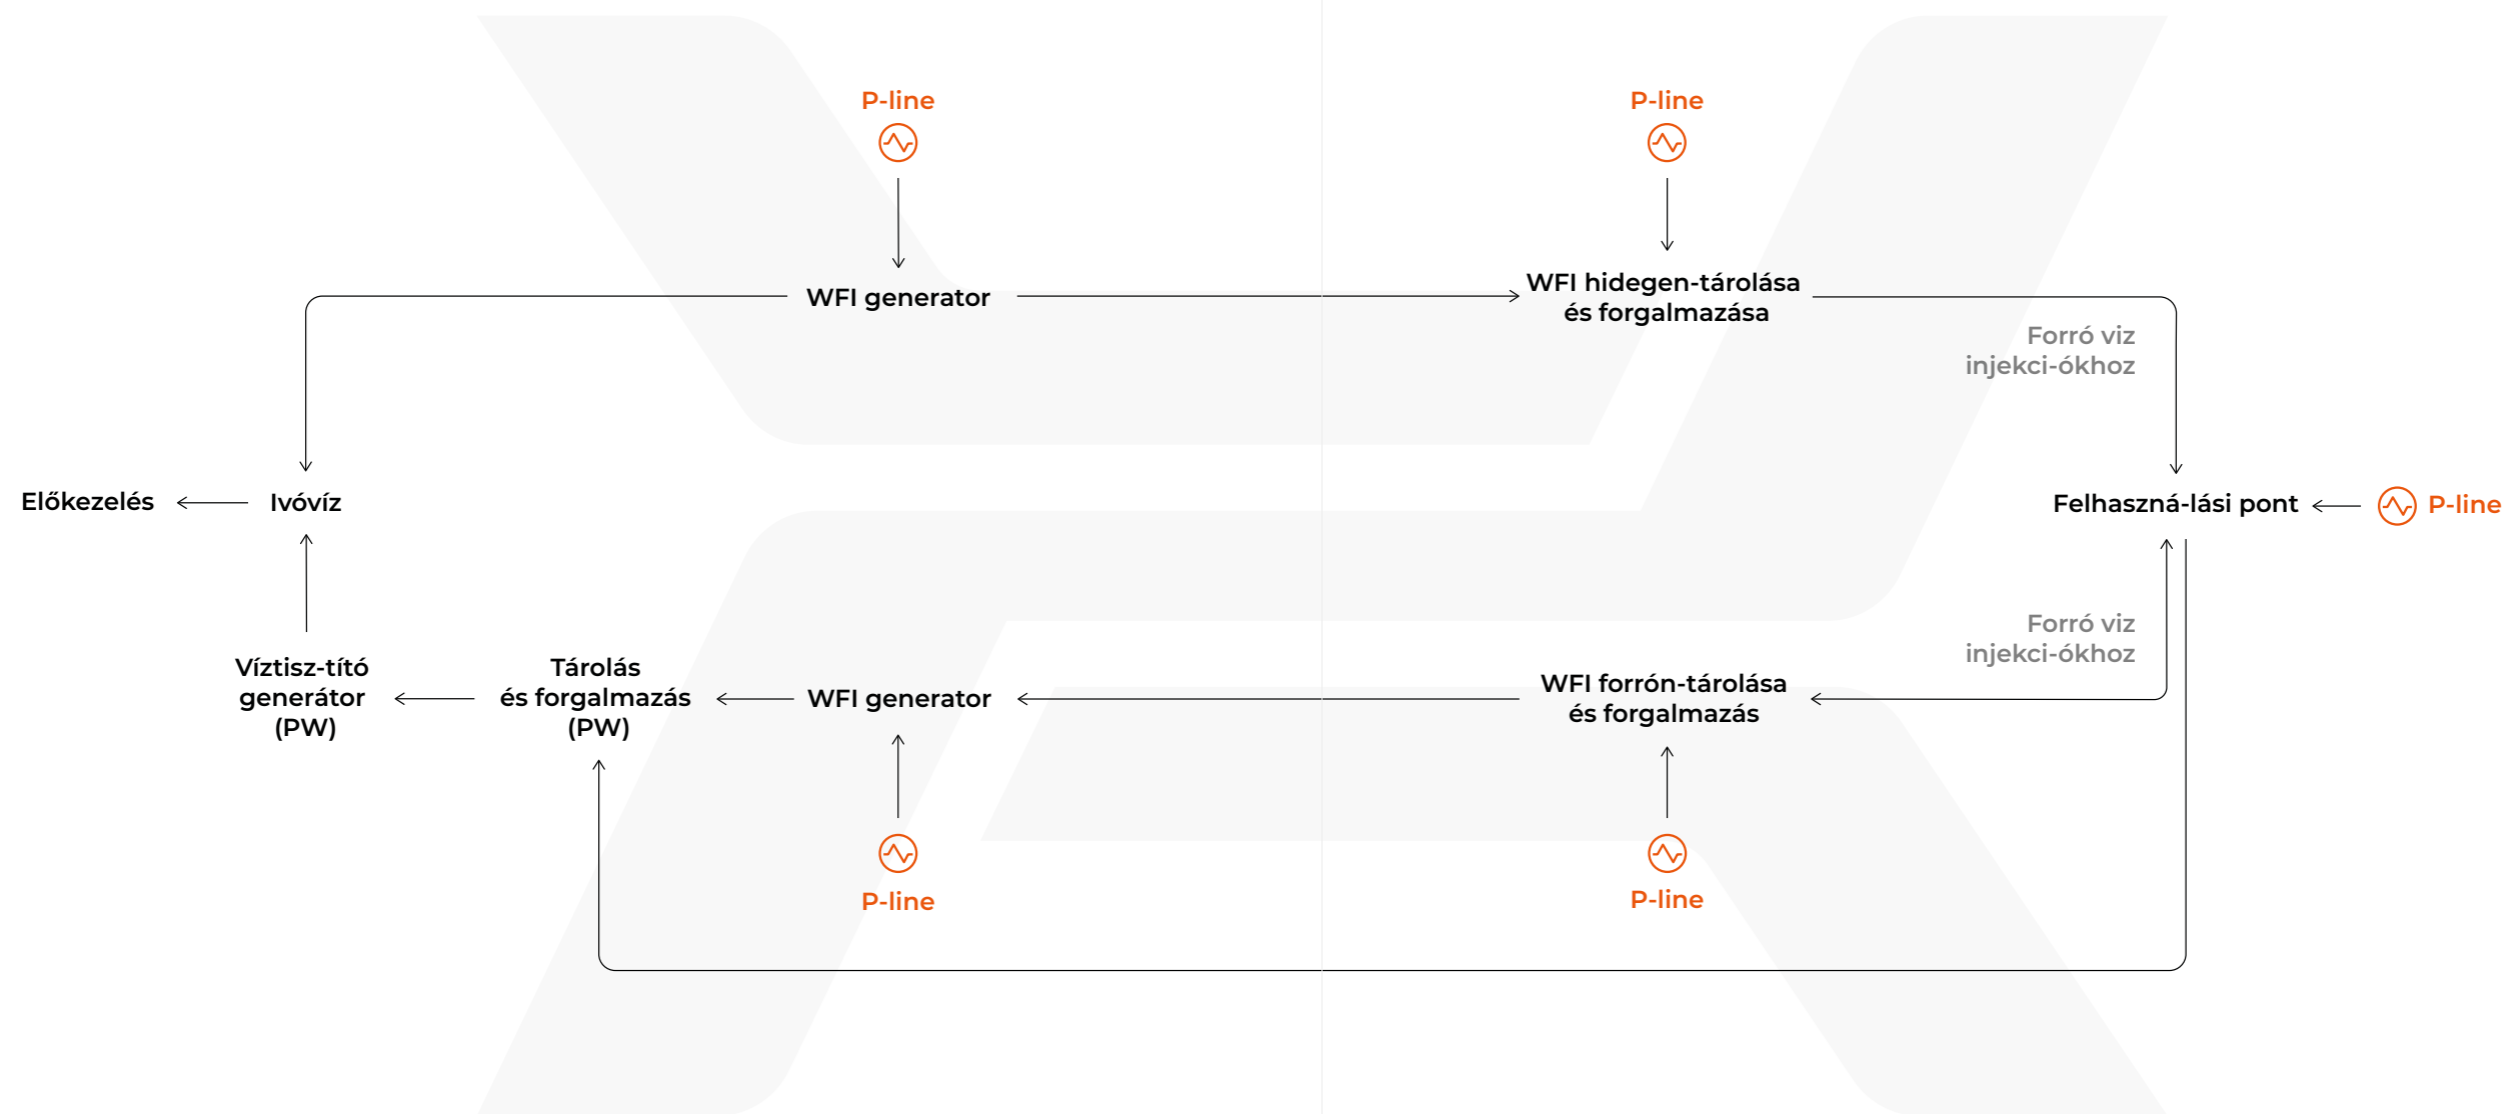 P-line
P-line
WFI generator
WFI hidegen-tárolása
és forgalmazása
Forró viz
injekci-ókhoz
Előkezelés
Ivóvíz
Felhaszná-lási pont
P-line
Forró viz
injekci-ókhoz
Víztisz-tító
generátor
(PW)
Tárolás
és forgalmazás
(PW)
WFI generator
WFI forrón-tárolása
és forgalmazás
P-line
P-line